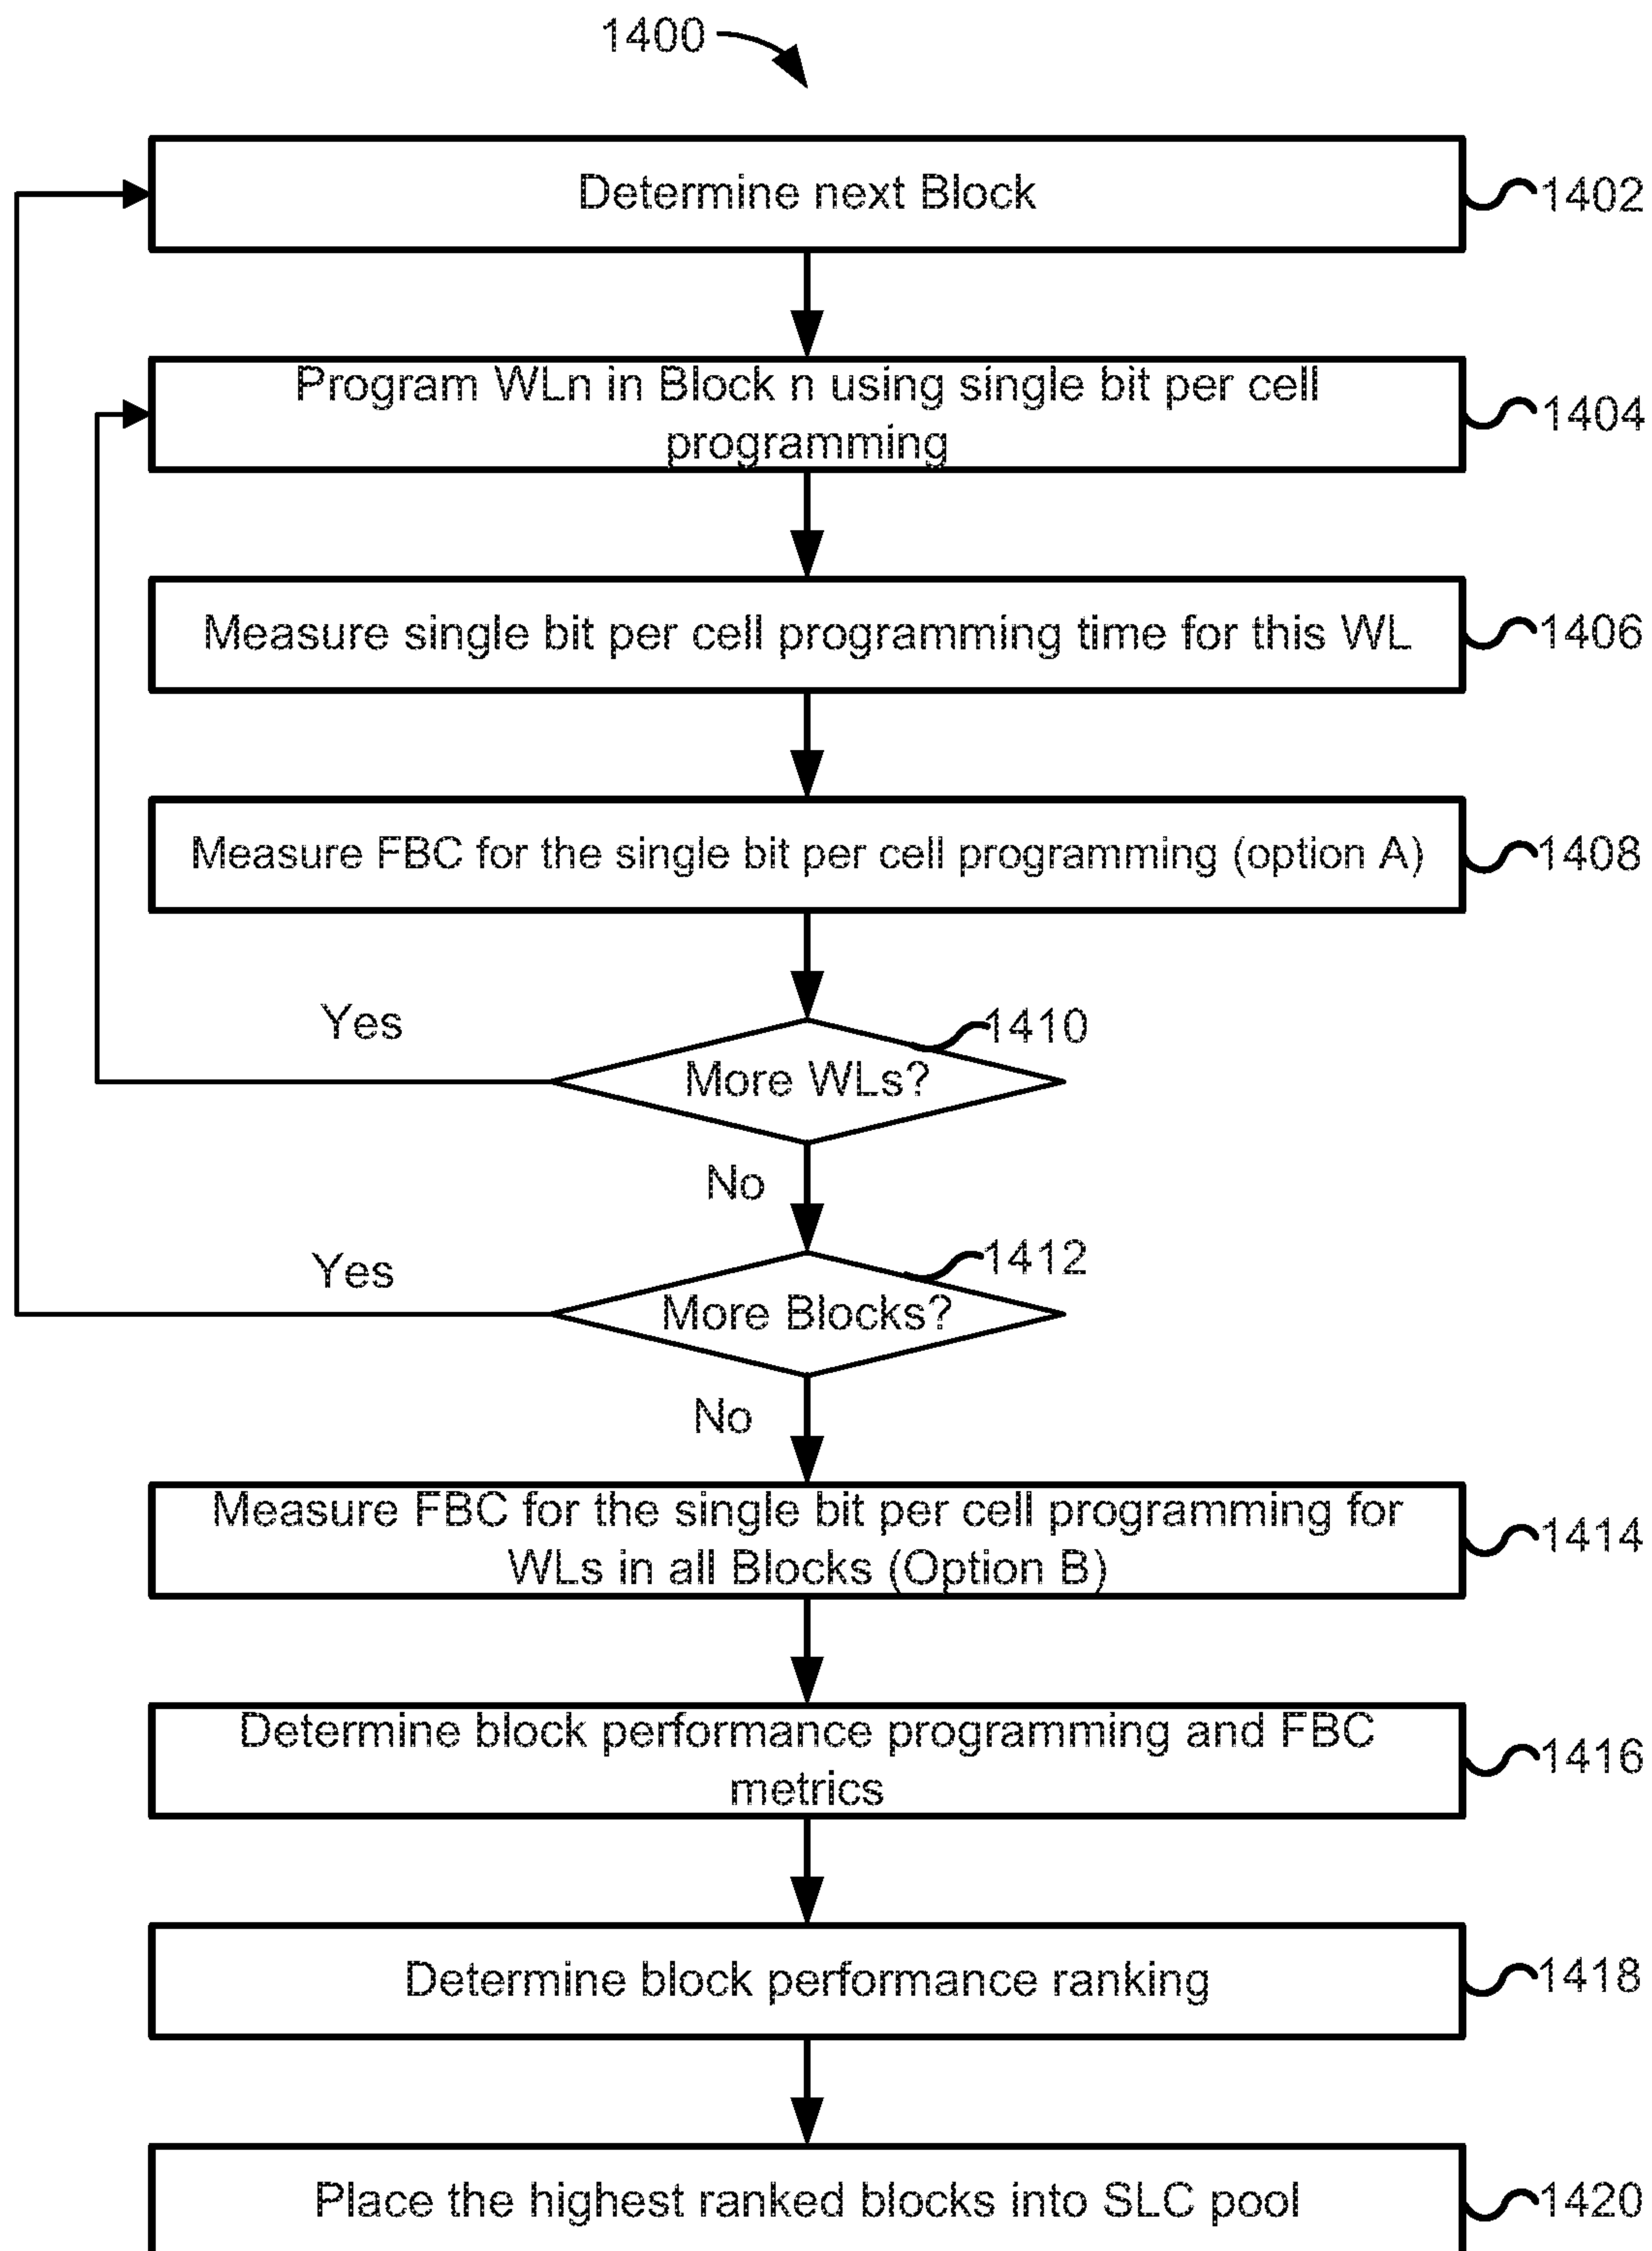 1400
Determine next Block
1402
Program WLn in Block n using single bit per cell
programming
1404
Measure single bit per cell programming time for this WL
1406
Measure FBC for the single bit per cell programming (option A)
1408
Yes
1410
More WLs?
No
Yes
1412
More Blocks?
No
Measure FBC for the single bit per cell programming for
WLs in all Blocks (Option B)
1414
Determine block performance programming and FBC
metrics
1416
Determine block performance ranking
1418
Place the highest ranked blocks into SLC pool
1420